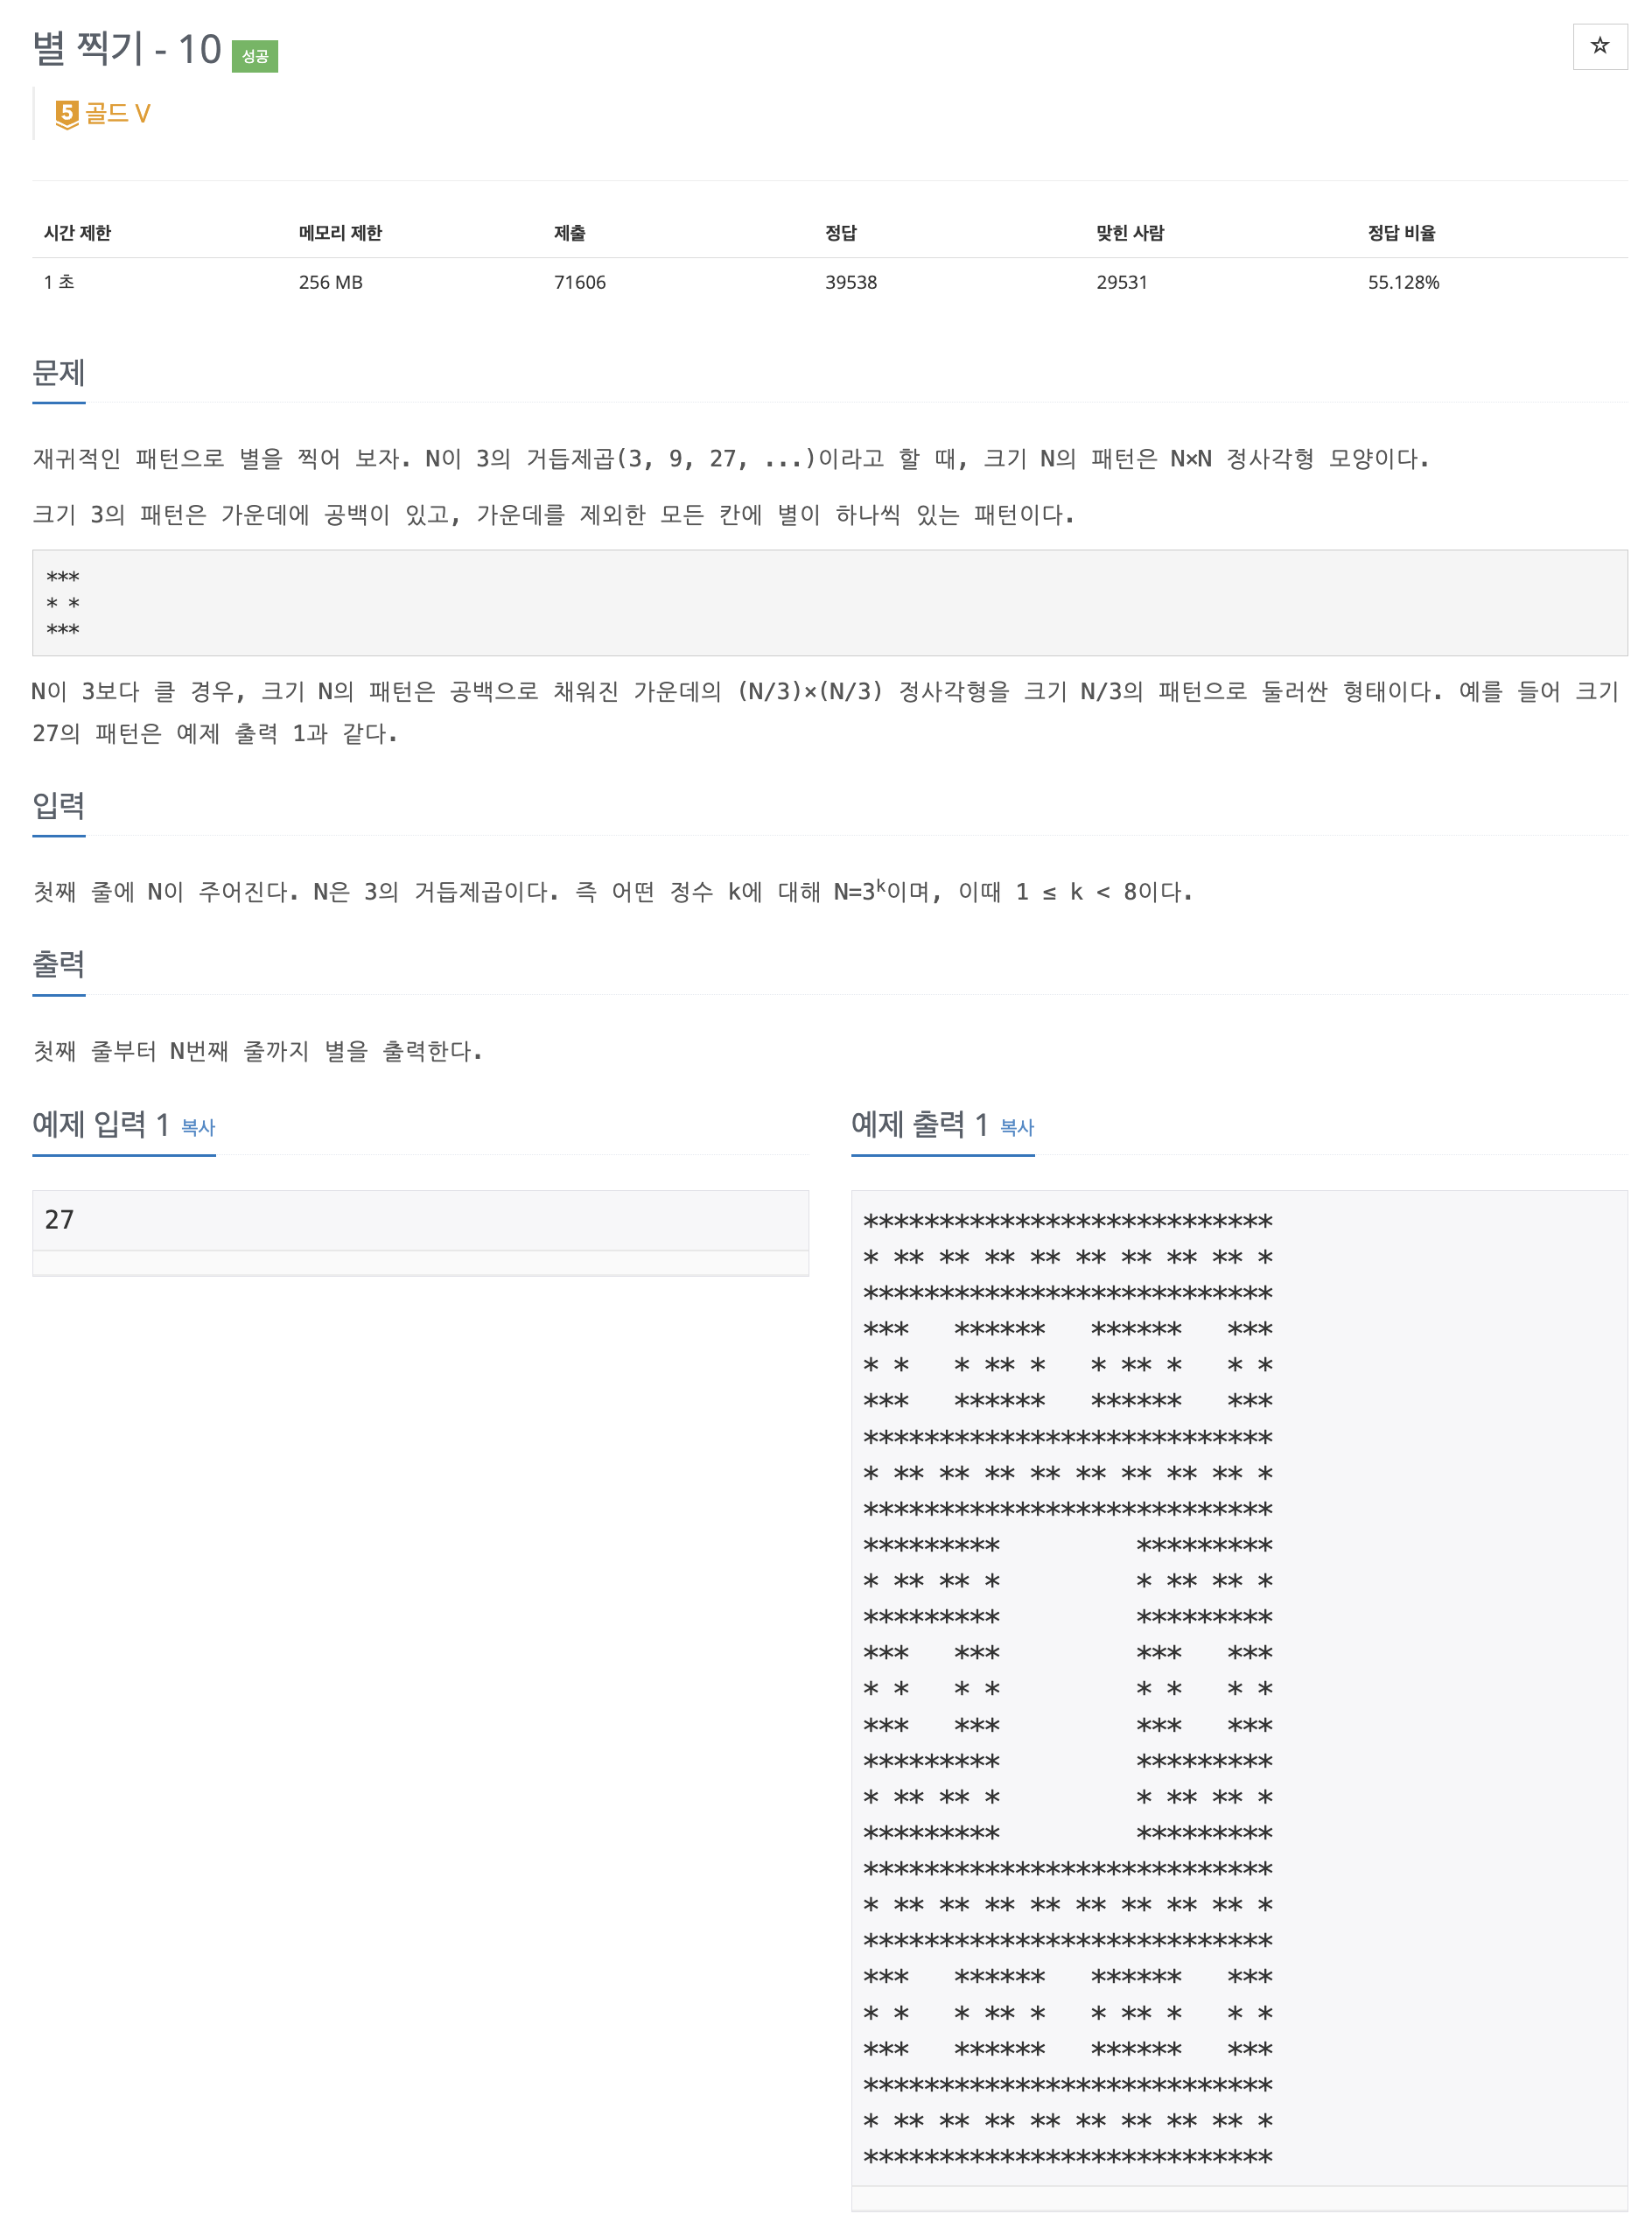 별 찍기 - 10 성공
☆
5 골드 V
시간 제한 메모리 제한 제출 정답 맞힌 사람 정답 비율
1 초 256 MB 71606 39538 29531 55.128%
문제
재귀적인 패턴으로 별을 찍어 보자. N이 3의 거듭제곱(3, 9, 27, ...)이라고 할 때, 크기 N의 패턴은 N×N 정사각형 모양이다.
크기 3의 패턴은 가운데에 공백이 있고, 가운데를 제외한 모든 칸에 별이 하나씩 있는 패턴이다.
***
* *
***
N이 3보다 클 경우, 크기 N의 패턴은 공백으로 채워진 가운데의 (N/3)×(N/3) 정사각형을 크기 N/3의 패턴으로 둘러싼 형태이다. 예를 들어 크기
27의 패턴은 예제 출력 1과 같다.
입력
첫째 줄에 N이 주어진다. N은 3의 거듭제곱이다. 즉 어떤 정수 k에 대해 N=3ᵏ이며, 이때 1 ≤ k < 8이다.
출력
첫째 줄부터 N번째 줄까지 별을 출력한다.
예제 입력 1 복사
27
예제 출력 1 복사
***************************
* ** ** ** ** ** ** ** ** *
***************************
***   ******   ******   ***
* *   * ** *   * ** *   * *
***   ******   ******   ***
***************************
* ** ** ** ** ** ** ** ** *
***************************
*********         *********
* ** ** *         * ** ** *
*********         *********
***   ***         ***   ***
* *   * *         * *   * *
***   ***         ***   ***
*********         *********
* ** ** *         * ** ** *
*********         *********
***************************
* ** ** ** ** ** ** ** ** *
***************************
***   ******   ******   ***
* *   * ** *   * ** *   * *
***   ******   ******   ***
***************************
* ** ** ** ** ** ** ** ** *
***************************